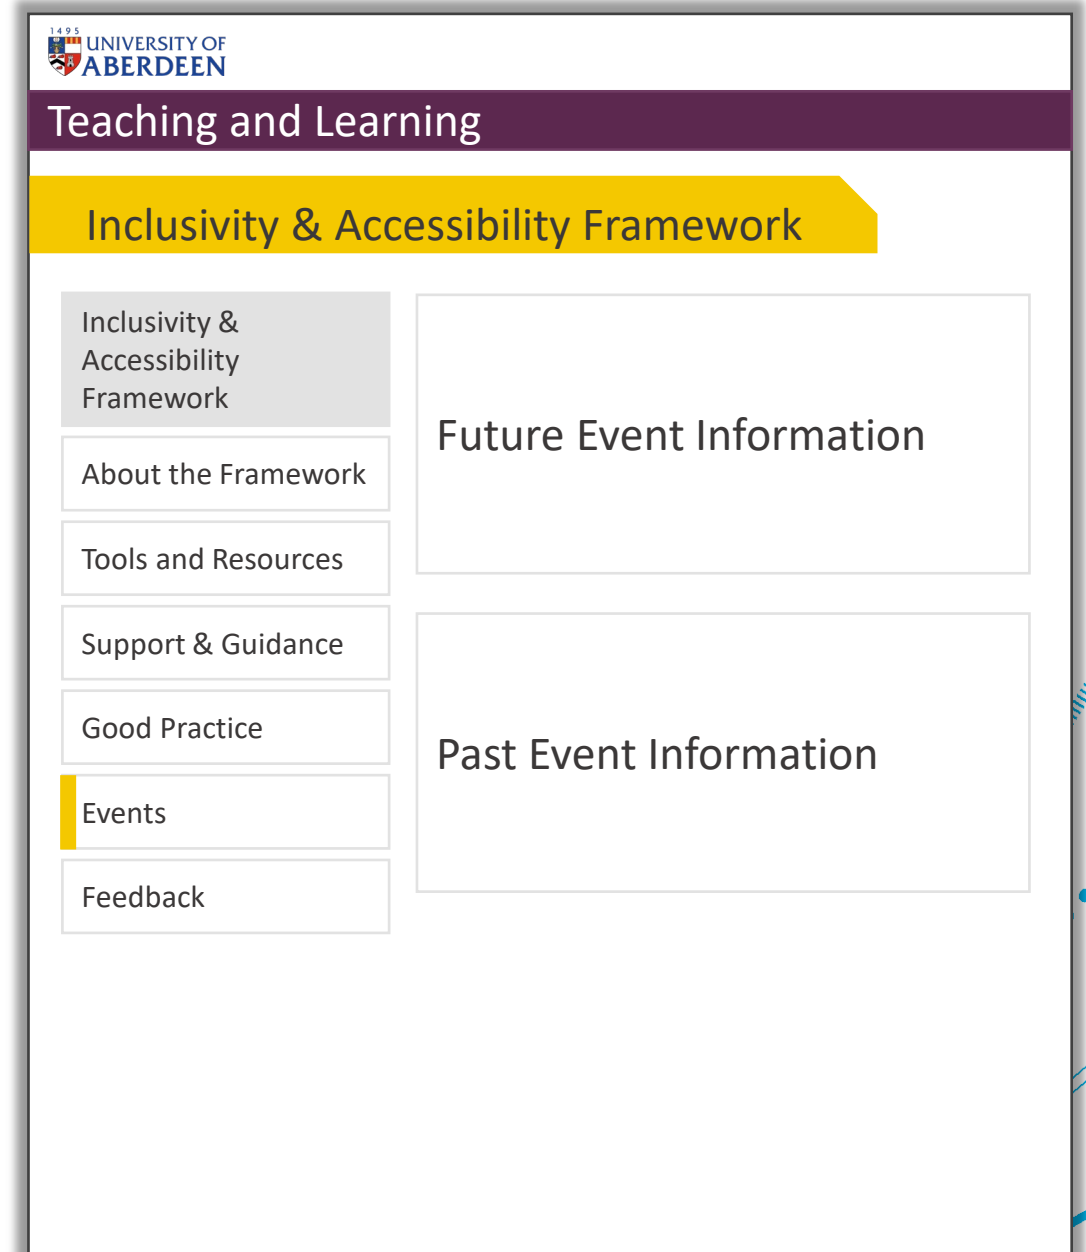 1495
UNIVERSITY OF
ABERDEEN
Teaching and Learning
Inclusivity & Accessibility Framework
Inclusivity &
Accessibility
Framework
About the Framework
Tools and Resources
Support & Guidance
Good Practice
Events
Feedback
Future Event Information
Past Event Information